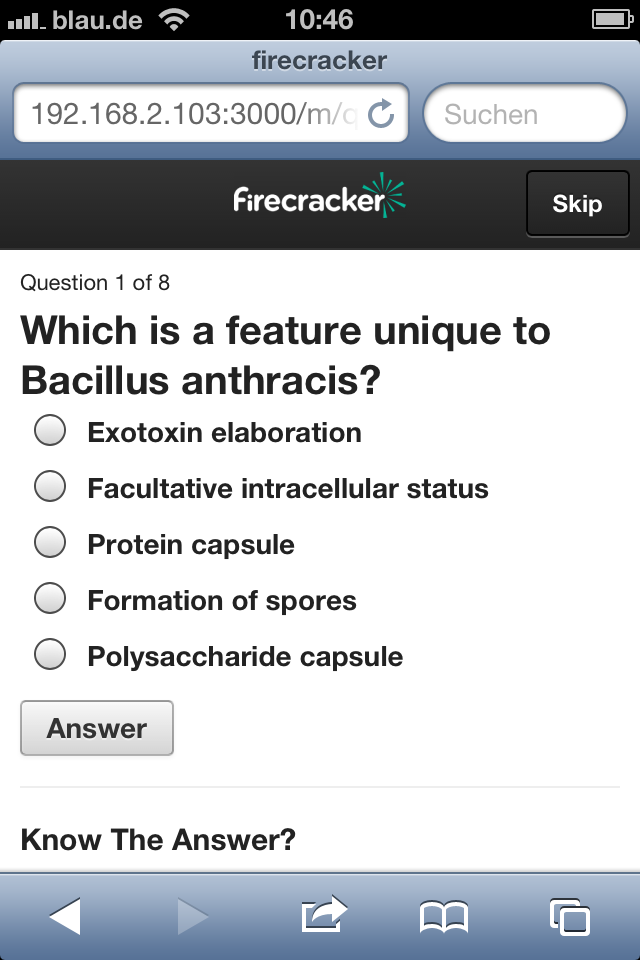 blau.de 10:46
firecracker
192.168.2.103:3000/m/q Suchen
firecracker Skip
Question 1 of 8
Which is a feature unique to
Bacillus anthracis?
Exotoxin elaboration
Facultative intracellular status
Protein capsule
Formation of spores
Polysaccharide capsule
Answer
Know The Answer?